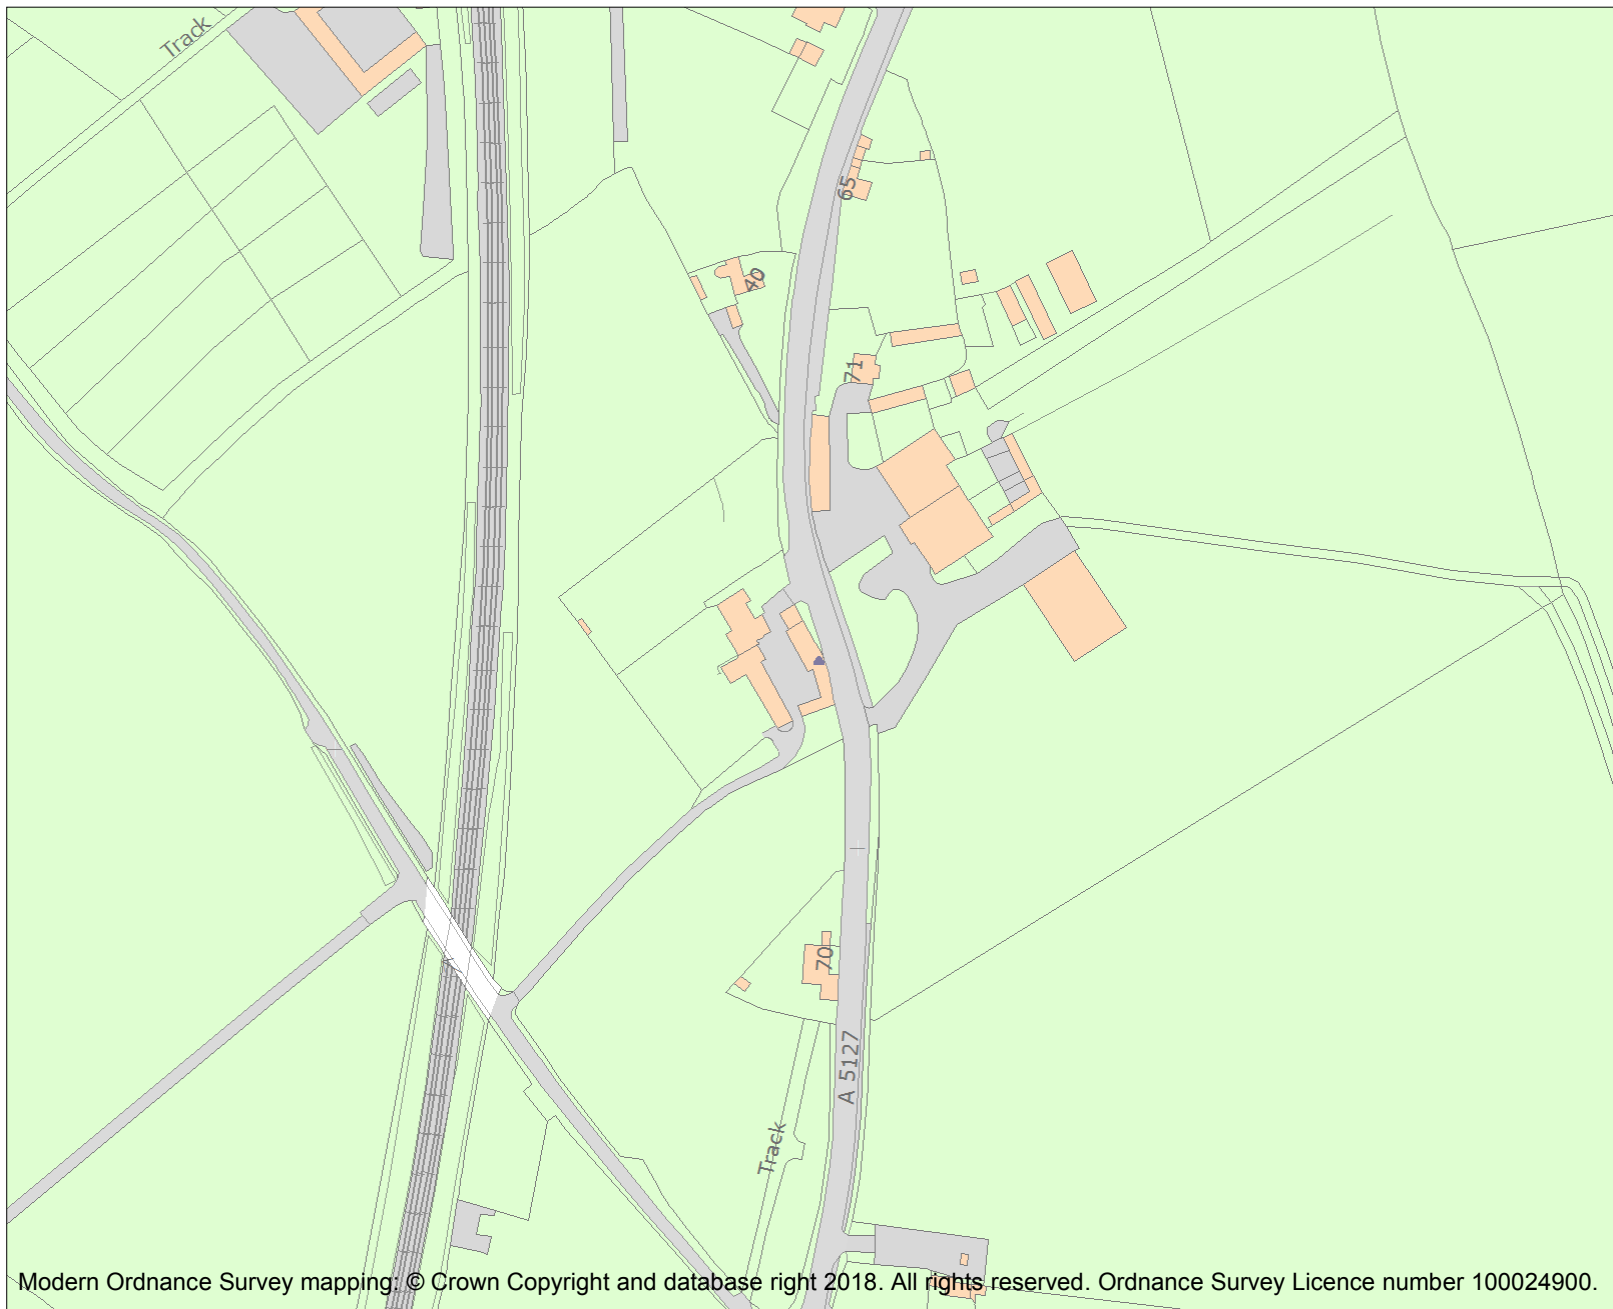 Track
65
40
71
70
A 5127
Track
Modern Ordnance Survey mapping: © Crown Copyright and database right 2018. All rights reserved. Ordnance Survey Licence number 100024900.